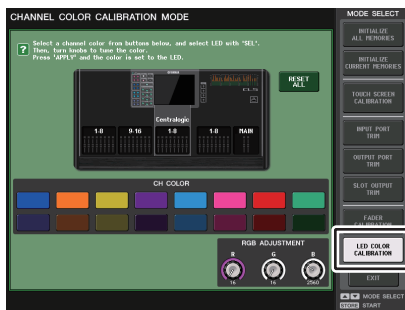 CHANNEL COLOR CALIBRATION MODE
Select a channel color from buttons below, and select LED with "SEL".
Then, turn knobs to tune the color.
Press "APPLY" and the color is set to the LED.
RESET
ALL
CL5
Centralogic
1-8
9-16
1-8
1-8
MAIN
CH COLOR
RGB ADJUSTMENT
R
G
B
16
16
2560
MODE SELECT
INITIALIZE
ALL MEMORIES
INITIALIZE
CURRENT MEMORIES
TOUCH SCREEN
CALIBRATION
INPUT PORT
TRIM
OUTPUT PORT
TRIM
SLOT OUTPUT
TRIM
FADER
CALIBRATION
LED COLOR
CALIBRATION
EXIT
MODE SELECT
STORE START